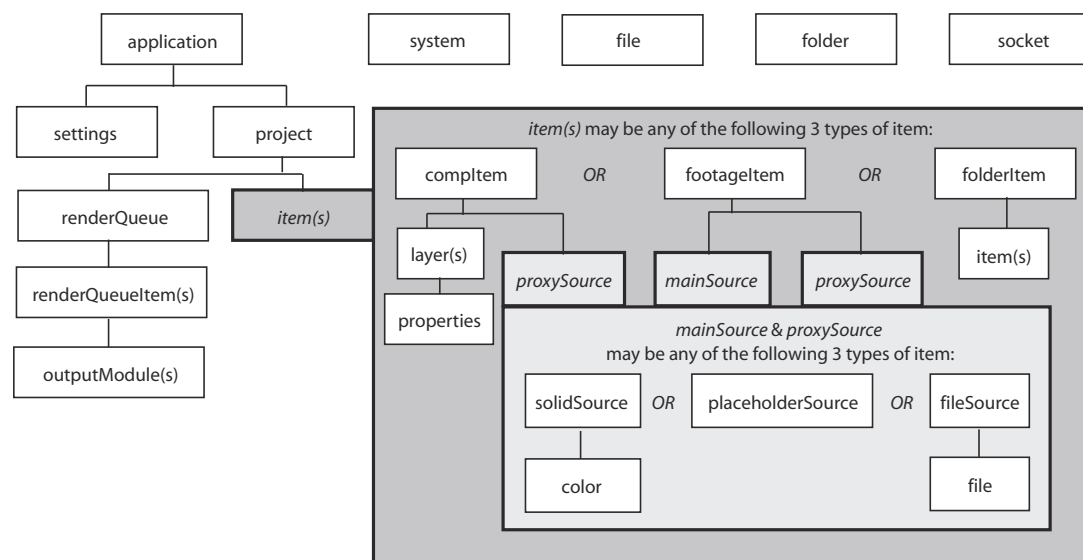 application
system
file
folder
socket
settings
project
item(s) may be any of the following 3 types of item:
compItem
OR
footageItem
OR
folderItem
renderQueue
item(s)
layer(s)
item(s)
proxySource
mainSource
proxySource
renderQueueItem(s)
properties
mainSource & proxySource
may be any of the following 3 types of item:
outputModule(s)
solidSource
OR
placeholderSource
OR
fileSource
color
file